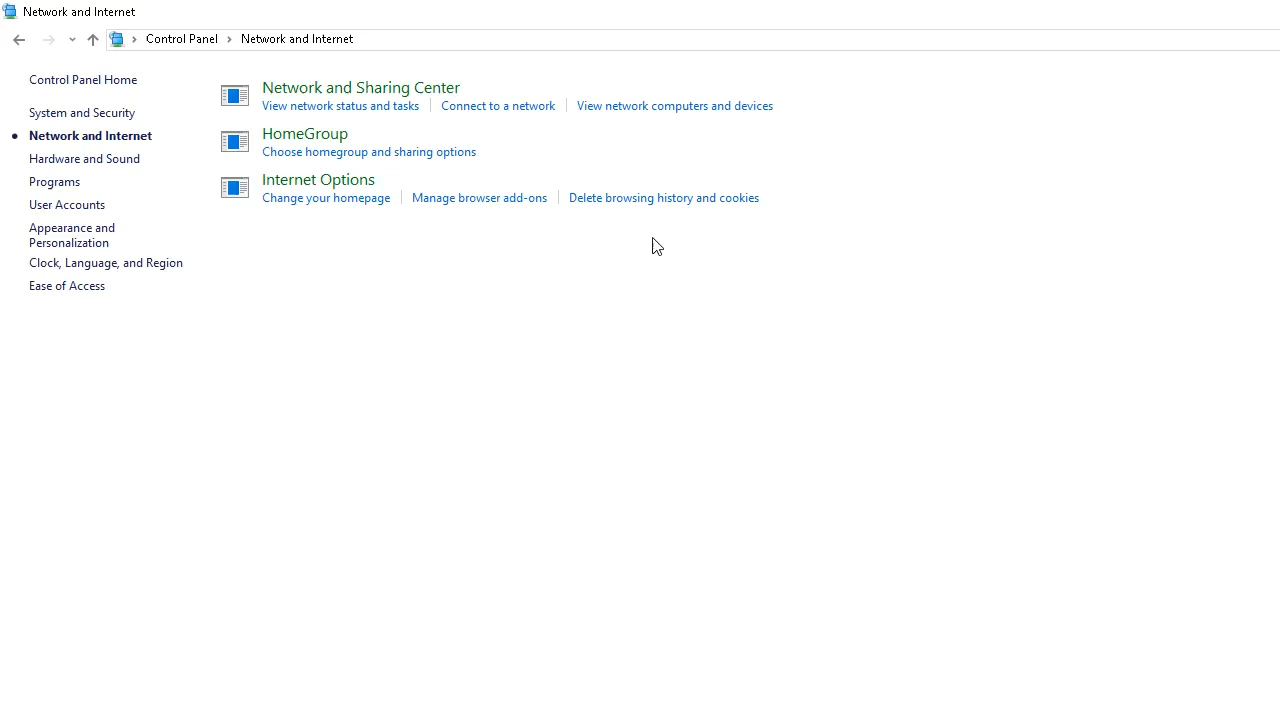 Network and Internet
Control Panel > Network and Internet
Control Panel Home
System and Security
Network and Internet
Hardware and Sound
Programs
User Accounts
Appearance and
Personalization
Clock, Language, and Region
Ease of Access
Network and Sharing Center
View network status and tasks | Connect to a network | View network computers and devices
HomeGroup
Choose homegroup and sharing options
Internet Options
Change your homepage | Manage browser add-ons | Delete browsing history and cookies